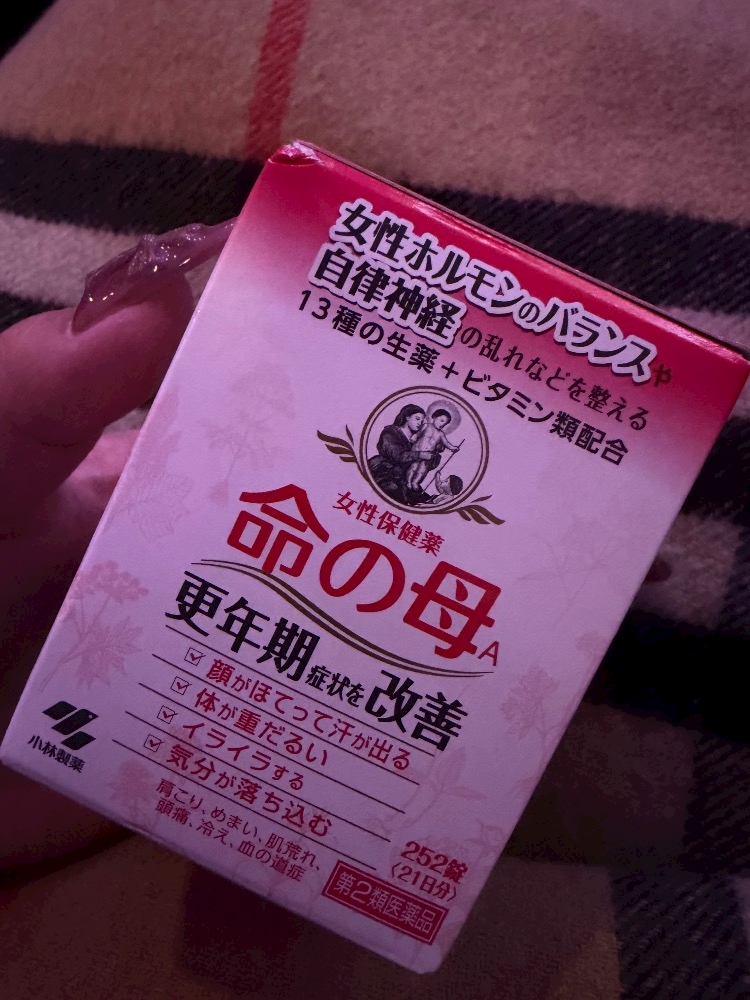 女性ホルモンのバランスや
自律神経の乱れなどを整える
13種の生薬+ビタミン類配合
女性保健薬
命の母A
更年期症状を改善
顔がほてって汗が出る
体が重だるい
イライラする
気分が落ち込む
肩こり、めまい、肌荒れ、
頭痛、冷え、血の道症
小林製薬
252錠
〈21日分〉
第2類医薬品